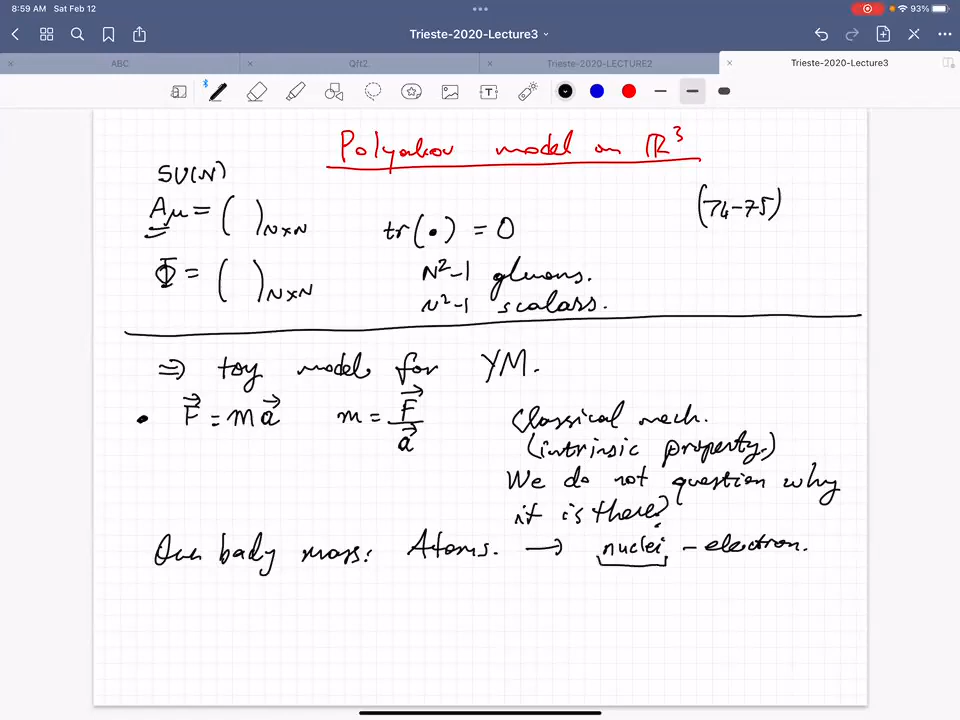 8:59 AM Sat Feb 12
93%
Trieste-2020-Lecture3
ABC
Qft2
Trieste-2020-LECTURE2
Trieste-2020-Lecture3
Polyakov model on ℝ³
SU(N)
Aμ = ( )N×N
tr(•) = 0
(74-75)
Φ = ( )N×N
N²-1 gluons.
N²-1 scalars.
⇒ toy model for YM.
• F⃗ = m a⃗ m = F⃗/a⃗
Classical mech.
(intrinsic property.)
We do not question why
it is there?
Our body mass: Atoms. → nuclei - electron.